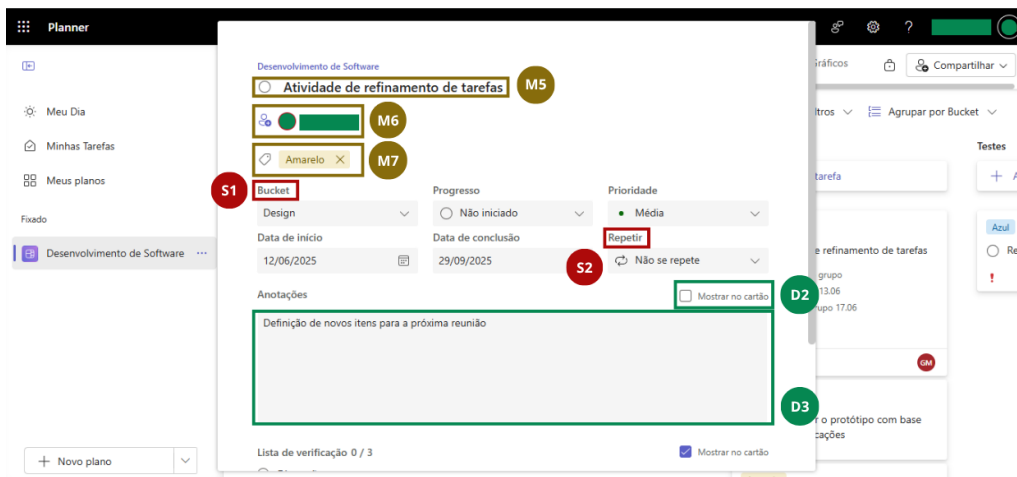 Planner
?
Desenvolvimento de Software
Gráficos
Compartilhar
Atividade de refinamento de tarefas
M5
Meu Dia
M6
Agrupar por Bucket
Minhas Tarefas
Testes
Amarelo
M7
Meus planos
tarefa
S1
Bucket
Progresso
Prioridade
Design
Não iniciado
Média
Fixado
Azul
Data de início
Data de conclusão
Repetir
Desenvolvimento de Software
de refinamento de tarefas
Re
12/06/2025
29/09/2025
S2
Não se repete
grupo
13.06
Anotações
Mostrar no cartão
D2
17.06
Definição de novos itens para a próxima reunião
GM
D3
o protótipo com base
Lista de verificação 0 / 3
Mostrar no cartão
Novo plano